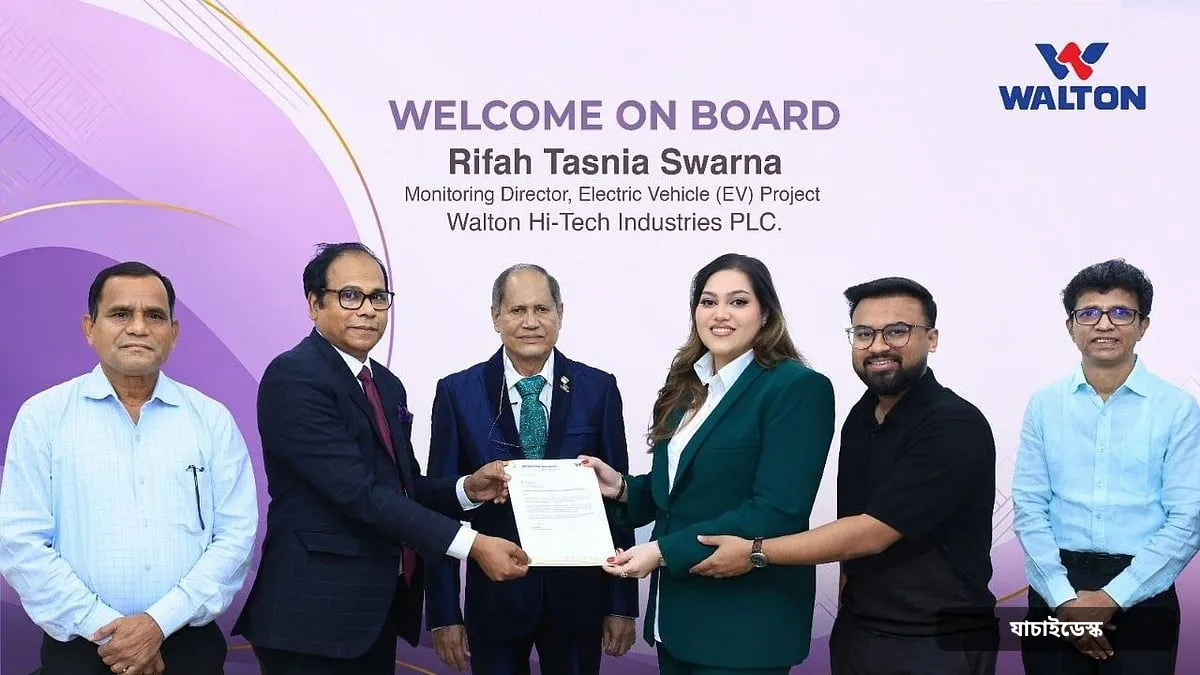 WALTON
WELCOME ON BOARD
Rifah Tasnia Swarna
Monitoring Director, Electric Vehicle (EV) Project
Walton Hi-Tech Industries PLC.
যাচাইডেস্ক